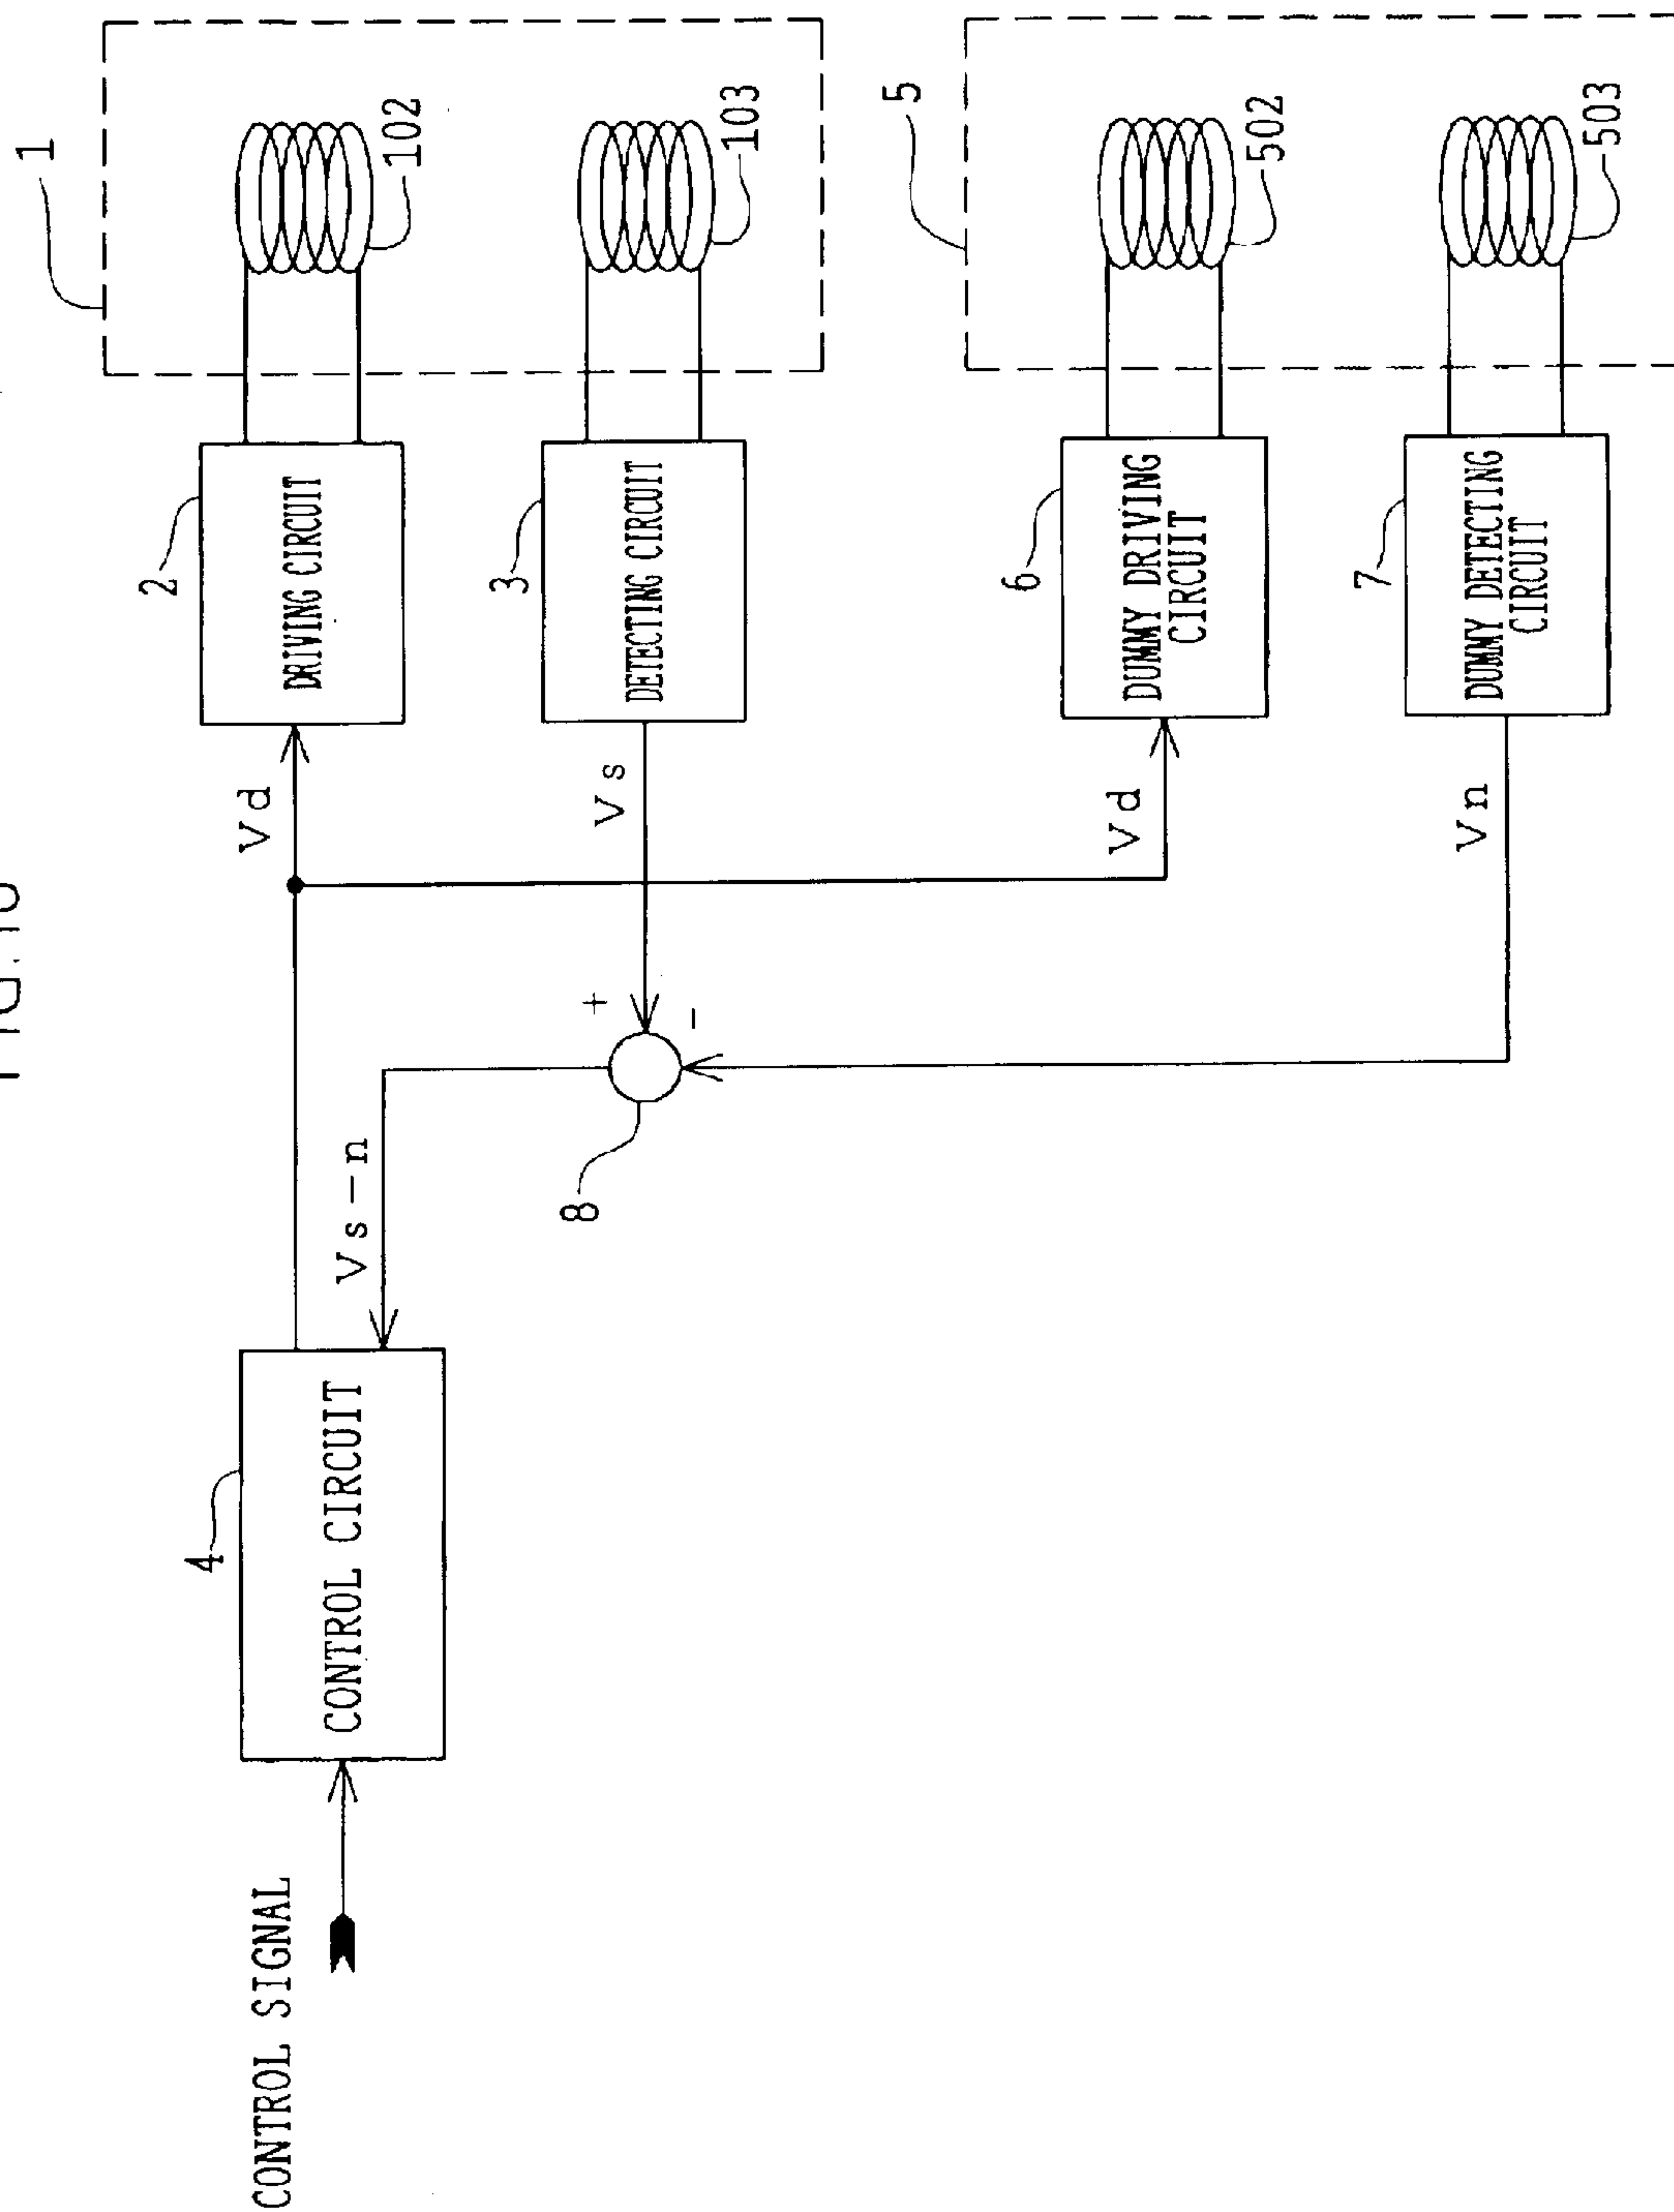 1
102
103
5
502
503
2
DRIVING CIRCUIT
3
DETECTING CIRCUIT
6
DUMMY DRIVING
CIRCUIT
7
DUMMY DETECTING
CIRCUIT
Vd
Vs
Vd
Vn
FIG.
+
-
8
Vs-n
4
CONTROL CIRCUIT
CONTROL SIGNAL